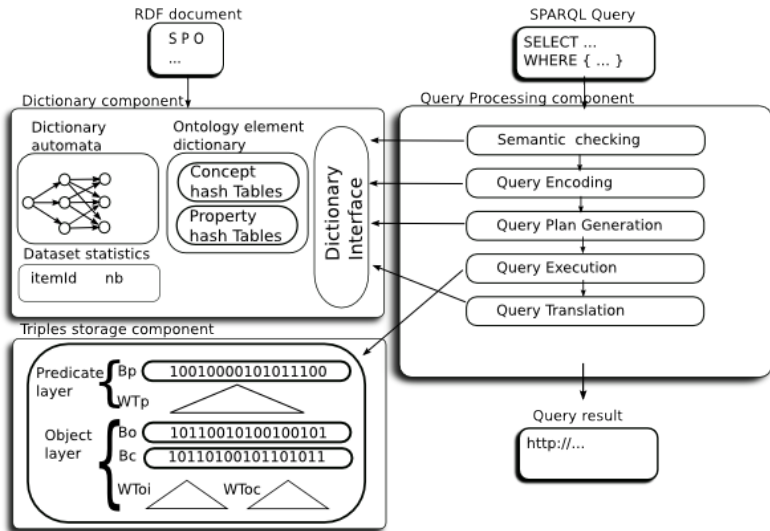 RDF document
S P O
...
SPARQL Query
SELECT ...
WHERE { ... }
Dictionary component
Dictionary
automata
Ontology element
dictionary
Concept
hash Tables
Property
hash Tables
Dictionary
Interface
Dataset statistics
itemId nb
Query Processing component
Semantic checking
Query Encoding
Query Plan Generation
Query Execution
Query Translation
Triples storage component
Predicate
layer
Bp
10010000101011100
WTp
Object
layer
Bo
10110010100100101
Bc
10110100101101011
WToi
WToc
Query result
http://...